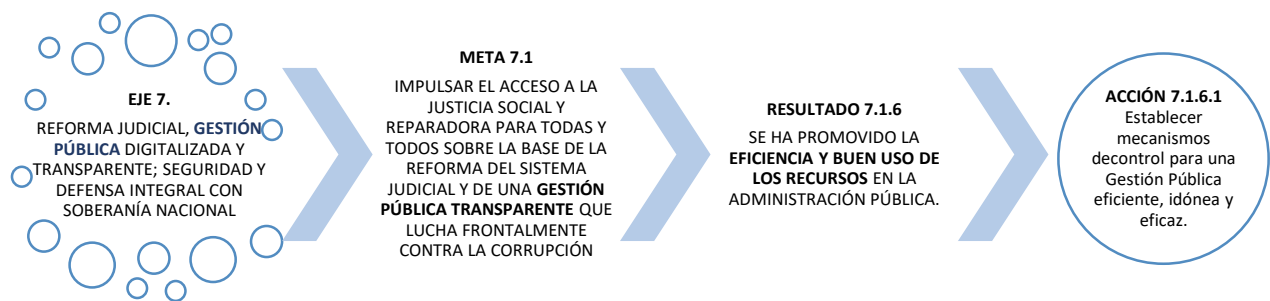 EJE 7.
REFORMA JUDICIAL, GESTIÓN
PÚBLICA DIGITALIZADA Y
TRANSPARENTE; SEGURIDAD Y
DEFENSA INTEGRAL CON
SOBERANÍA NACIONAL
META 7.1
IMPULSAR EL ACCESO A LA
JUSTICIA SOCIAL Y
REPARADORA PARA TODAS Y
TODOS SOBRE LA BASE DE LA
REFORMA DEL SISTEMA
JUDICIAL Y DE UNA GESTIÓN
PÚBLICA TRANSPARENTE QUE
LUCHA FRONTALMENTE
CONTRA LA CORRUPCIÓN
RESULTADO 7.1.6
SE HA PROMOVIDO LA
EFICIENCIA Y BUEN USO DE
LOS RECURSOS EN LA
ADMINISTRACIÓN PÚBLICA.
ACCIÓN 7.1.6.1
Establecer
mecanismos
decontrol para una
Gestión Pública
eficiente, idónea y
eficaz.